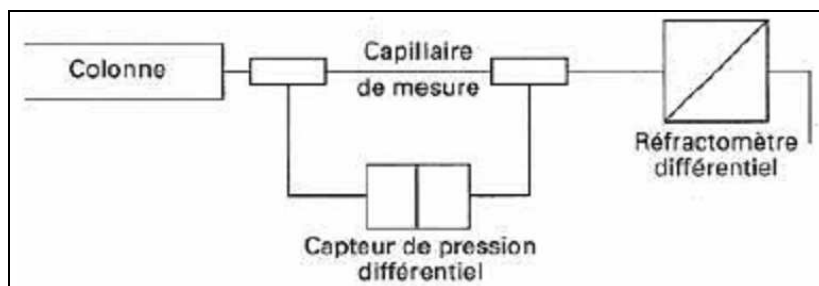 Colonne
Capillaire
de mesure
Réfractomètre
différentiel
Capteur de pression
différentiel